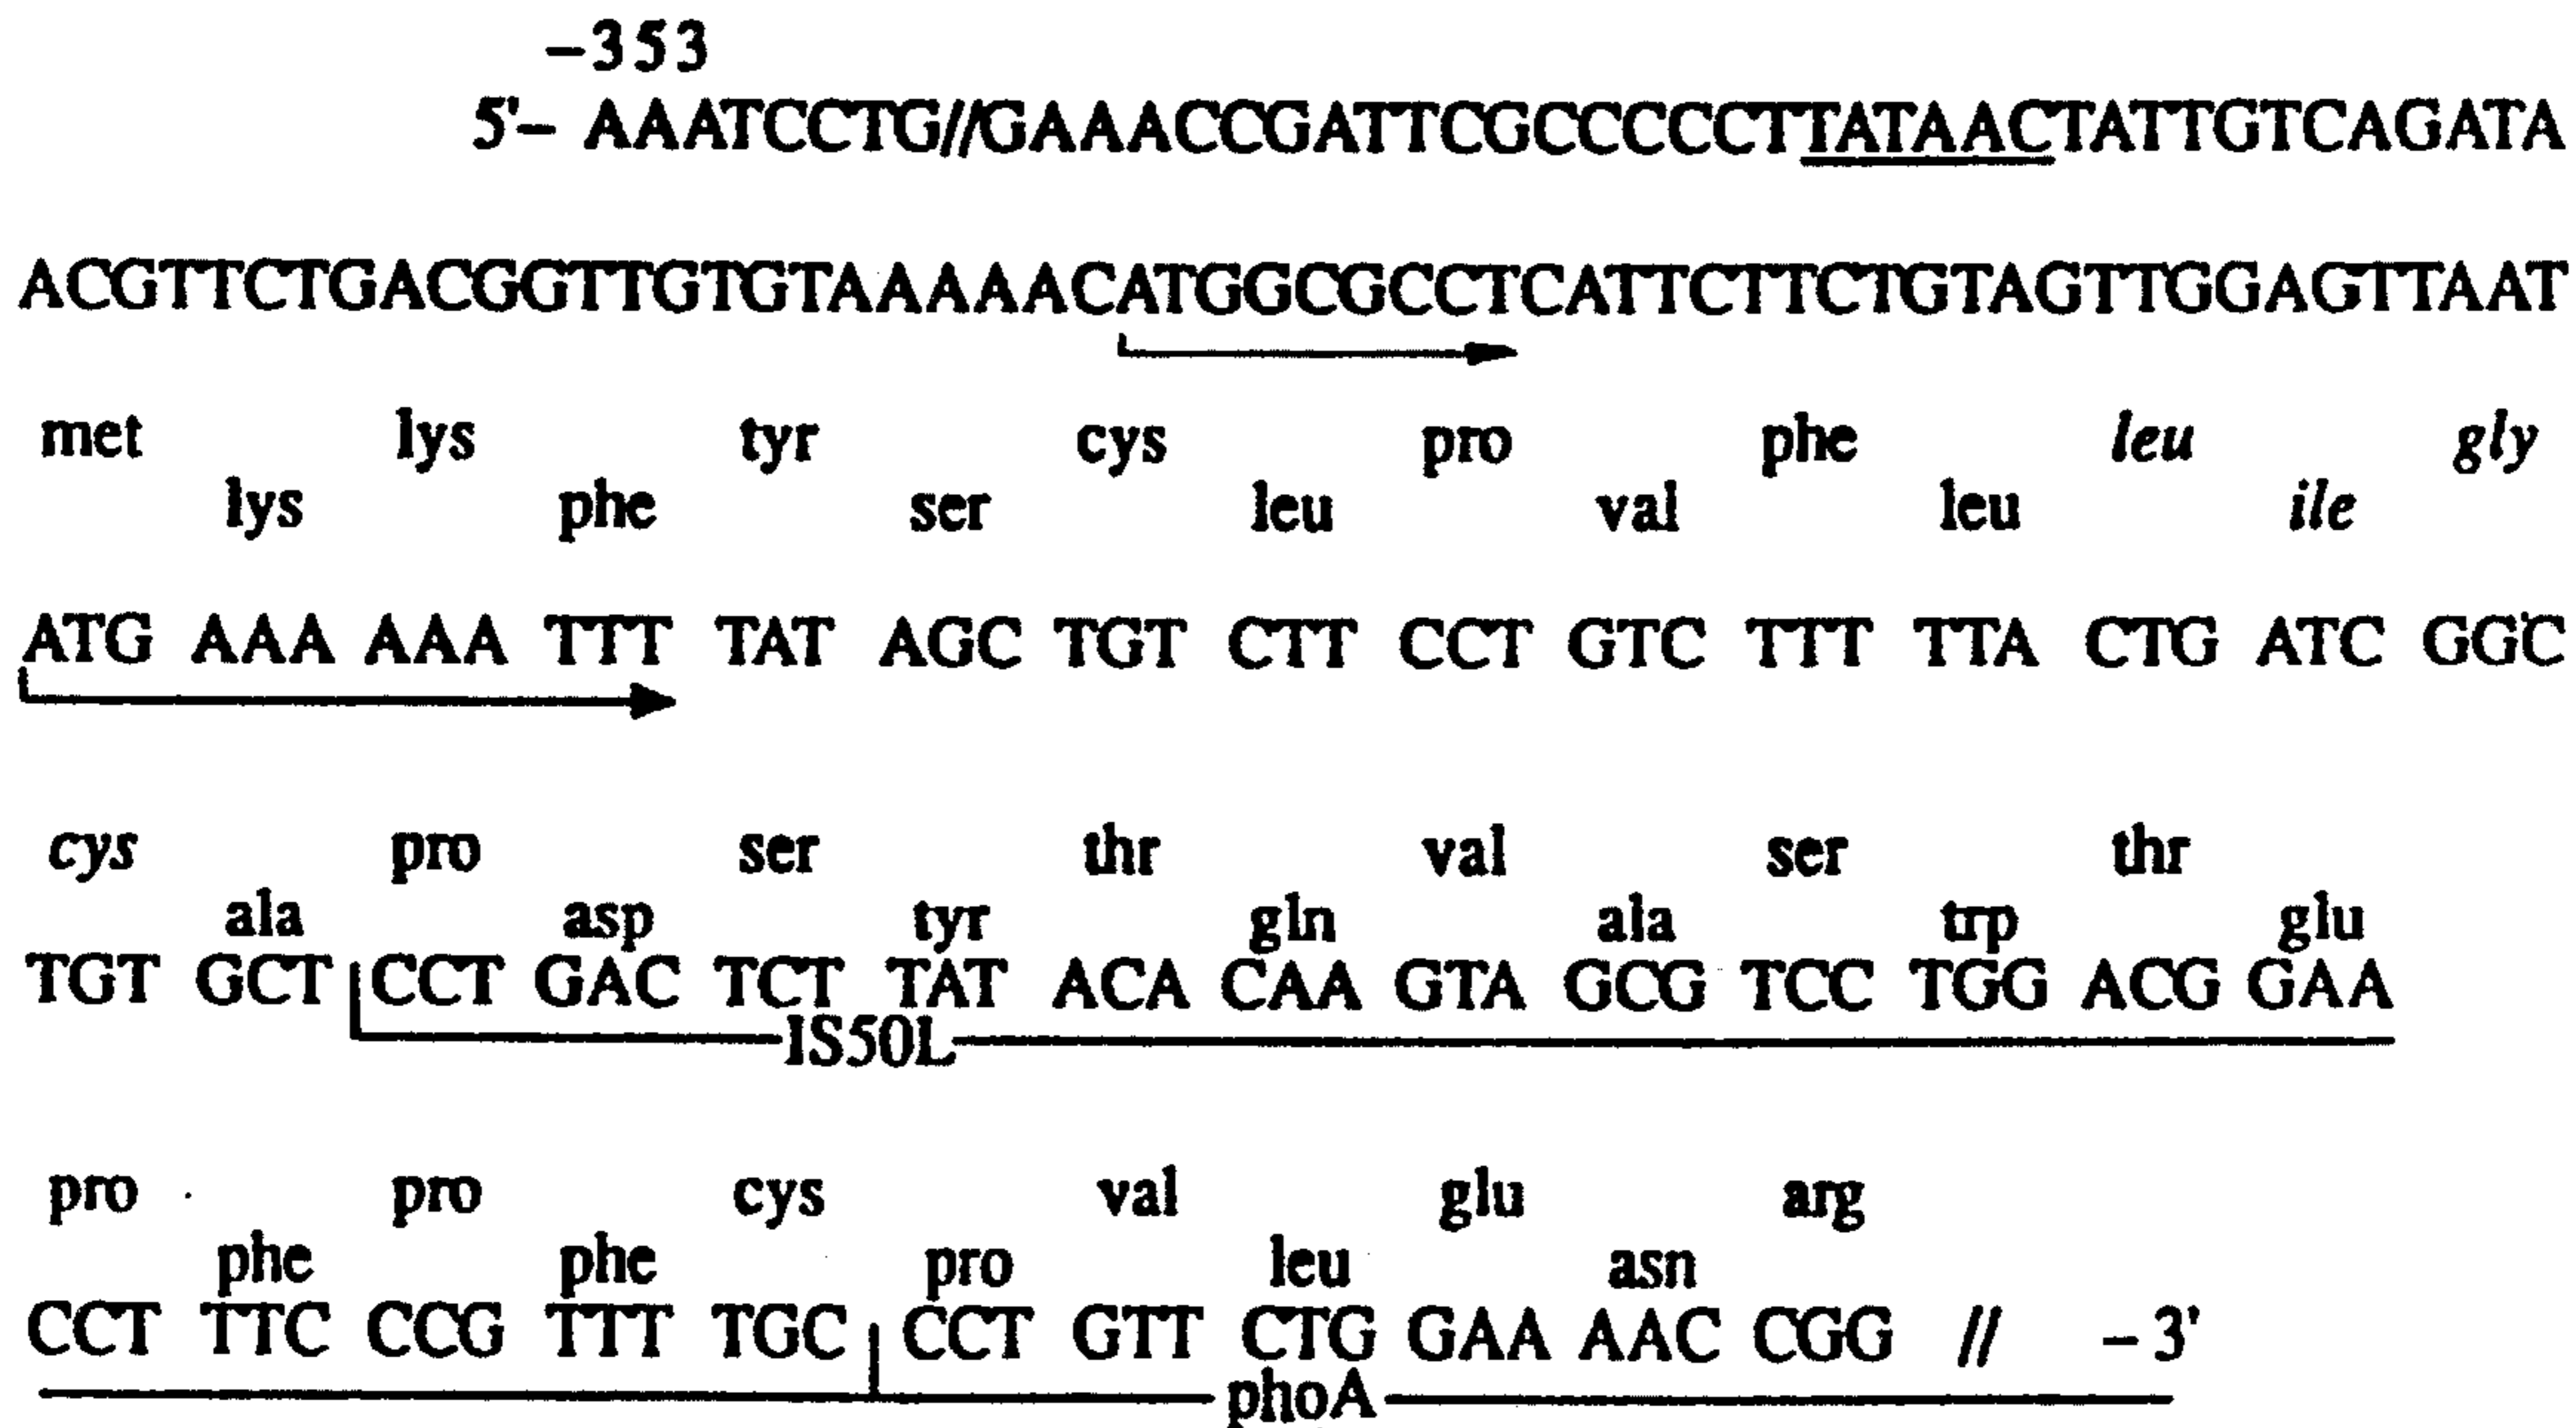 −353
5'– AAATCCTG//GAAACCGATTCGCCCCCTTATAACTATTGTCAGATA
ACGTTCTGACGGTTGTGTAAAAACATGGCGCCTCATTCTTCTGTAGTTGGAGTTAAT
met lys tyr cys pro phe leu gly
lys phe ser leu val leu ile
ATG AAA AAA TTT TAT AGC TGT CTT CCT GTC TTT TTA CTG ATC GGC
cys pro ser thr val ser thr
ala asp tyr gln ala trp glu
TGT GCT CCT GAC TCT TAT ACA CAA GTA GCG TCC TGG ACG GAA
IS50L
pro pro cys val glu arg
phe phe pro leu asn
CCT TTC CCG TTT TGC CCT GTT CTG GAA AAC CGG // – 3'
phoA